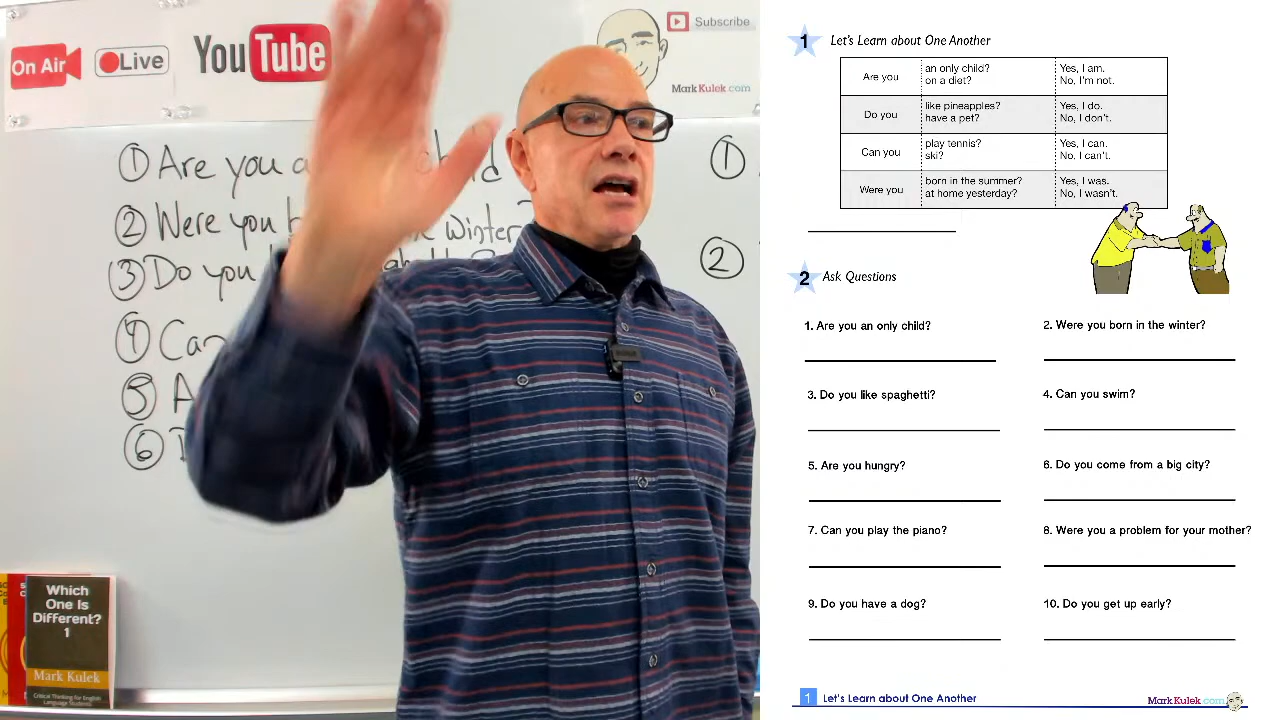 On Air
Live
YouTube
Subscribe
MarkKulek.com
① Are you a
② Were you winter?
③ Do you
④ Can
⑤ A
⑥
①
②
Which
One Is
Different?
1
Mark Kulek
Critical Thinking for English
Language Students
1 Let's Learn about One Another
Are you an only child? Yes, I am.
on a diet? No, I'm not.
Do you like pineapples? Yes, I do.
have a pet? No, I don't.
Can you play tennis? Yes, I can.
ski? No, I can't.
Were you born in the summer? Yes, I was.
at home yesterday? No, I wasn't.
2 Ask Questions
1. Are you an only child?
2. Were you born in the winter?
3. Do you like spaghetti?
4. Can you swim?
5. Are you hungry?
6. Do you come from a big city?
7. Can you play the piano?
8. Were you a problem for your mother?
9. Do you have a dog?
10. Do you get up early?
1 Let's Learn about One Another
MarkKulek.com